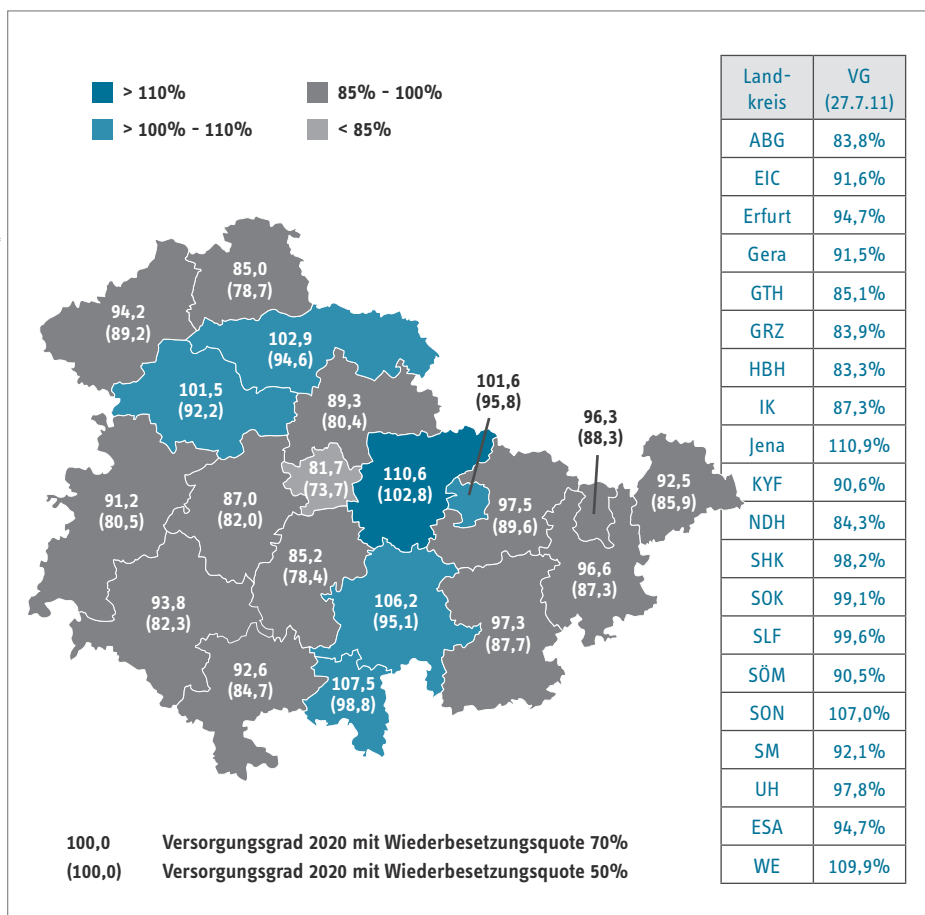 > 110%
> 100% - 110%
85% - 100%
< 85%
85,0
(78,7)
94,2
(89,2)
102,9
(94,6)
101,5
(92,2)
89,3
(80,4)
101,6
(95,8)
96,3
(88,3)
81,7
(73,7)
110,6
(102,8)
92,5
(85,9)
91,2
(80,5)
87,0
(82,0)
97,5
(89,6)
85,2
(78,4)
96,6
(87,3)
93,8
(82,3)
106,2
(95,1)
97,3
(87,7)
92,6
(84,7)
107,5
(98,8)
100,0 Versorgungsgrad 2020 mit Wiederbesetzungsquote 70%
(100,0) Versorgungsgrad 2020 mit Wiederbesetzungsquote 50%
Land- VG
kreis (27.7.11)
ABG 83,8%
EIC 91,6%
Erfurt 94,7%
Gera 91,5%
GTH 85,1%
GRZ 83,9%
HBH 83,3%
IK 87,3%
Jena 110,9%
KYF 90,6%
NDH 84,3%
SHK 98,2%
SOK 99,1%
SLF 99,6%
SÖM 90,5%
SON 107,0%
SM 92,1%
UH 97,8%
ESA 94,7%
WE 109,9%